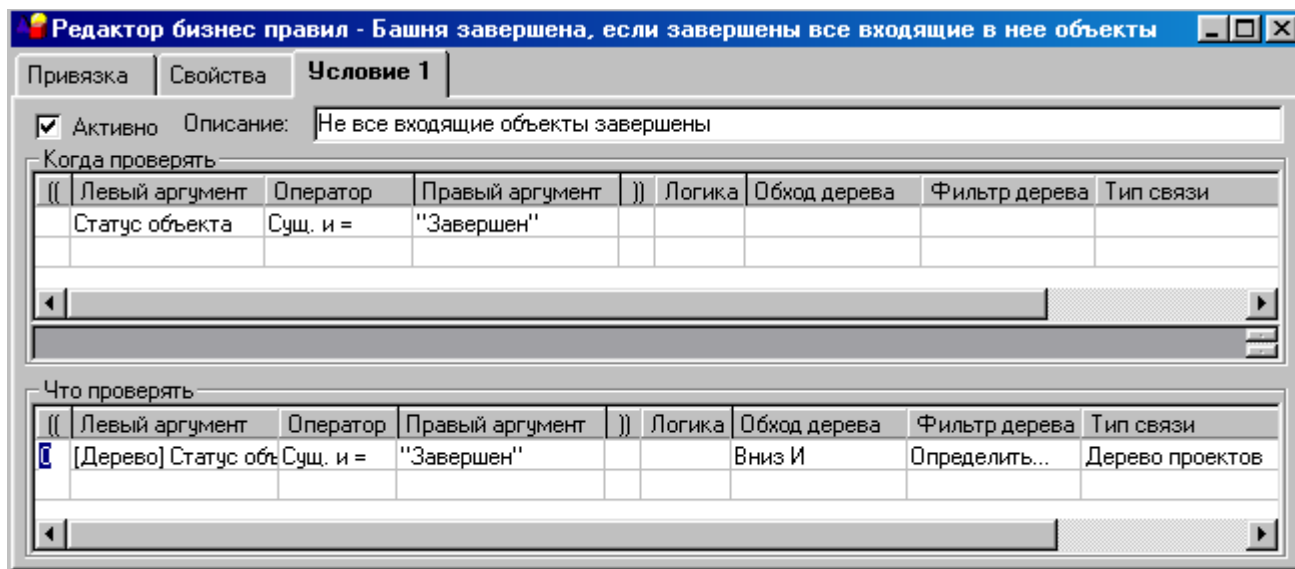 Редактор бизнес правил - Башня завершена, если завершены все входящие в нее объекты
Привязка Свойства Условие 1
Активно Описание: Не все входящие объекты завершены
Когда проверять
(( Левый аргумент Оператор Правый аргумент )) Логика Обход дерева Фильтр дерева Тип связи
Статус объекта Сущ. и = "Завершен"
Что проверять
(( Левый аргумент Оператор Правый аргумент )) Логика Обход дерева Фильтр дерева Тип связи
[Дерево] Статус объ Сущ. и = "Завершен" Вниз И Определить... Дерево проектов